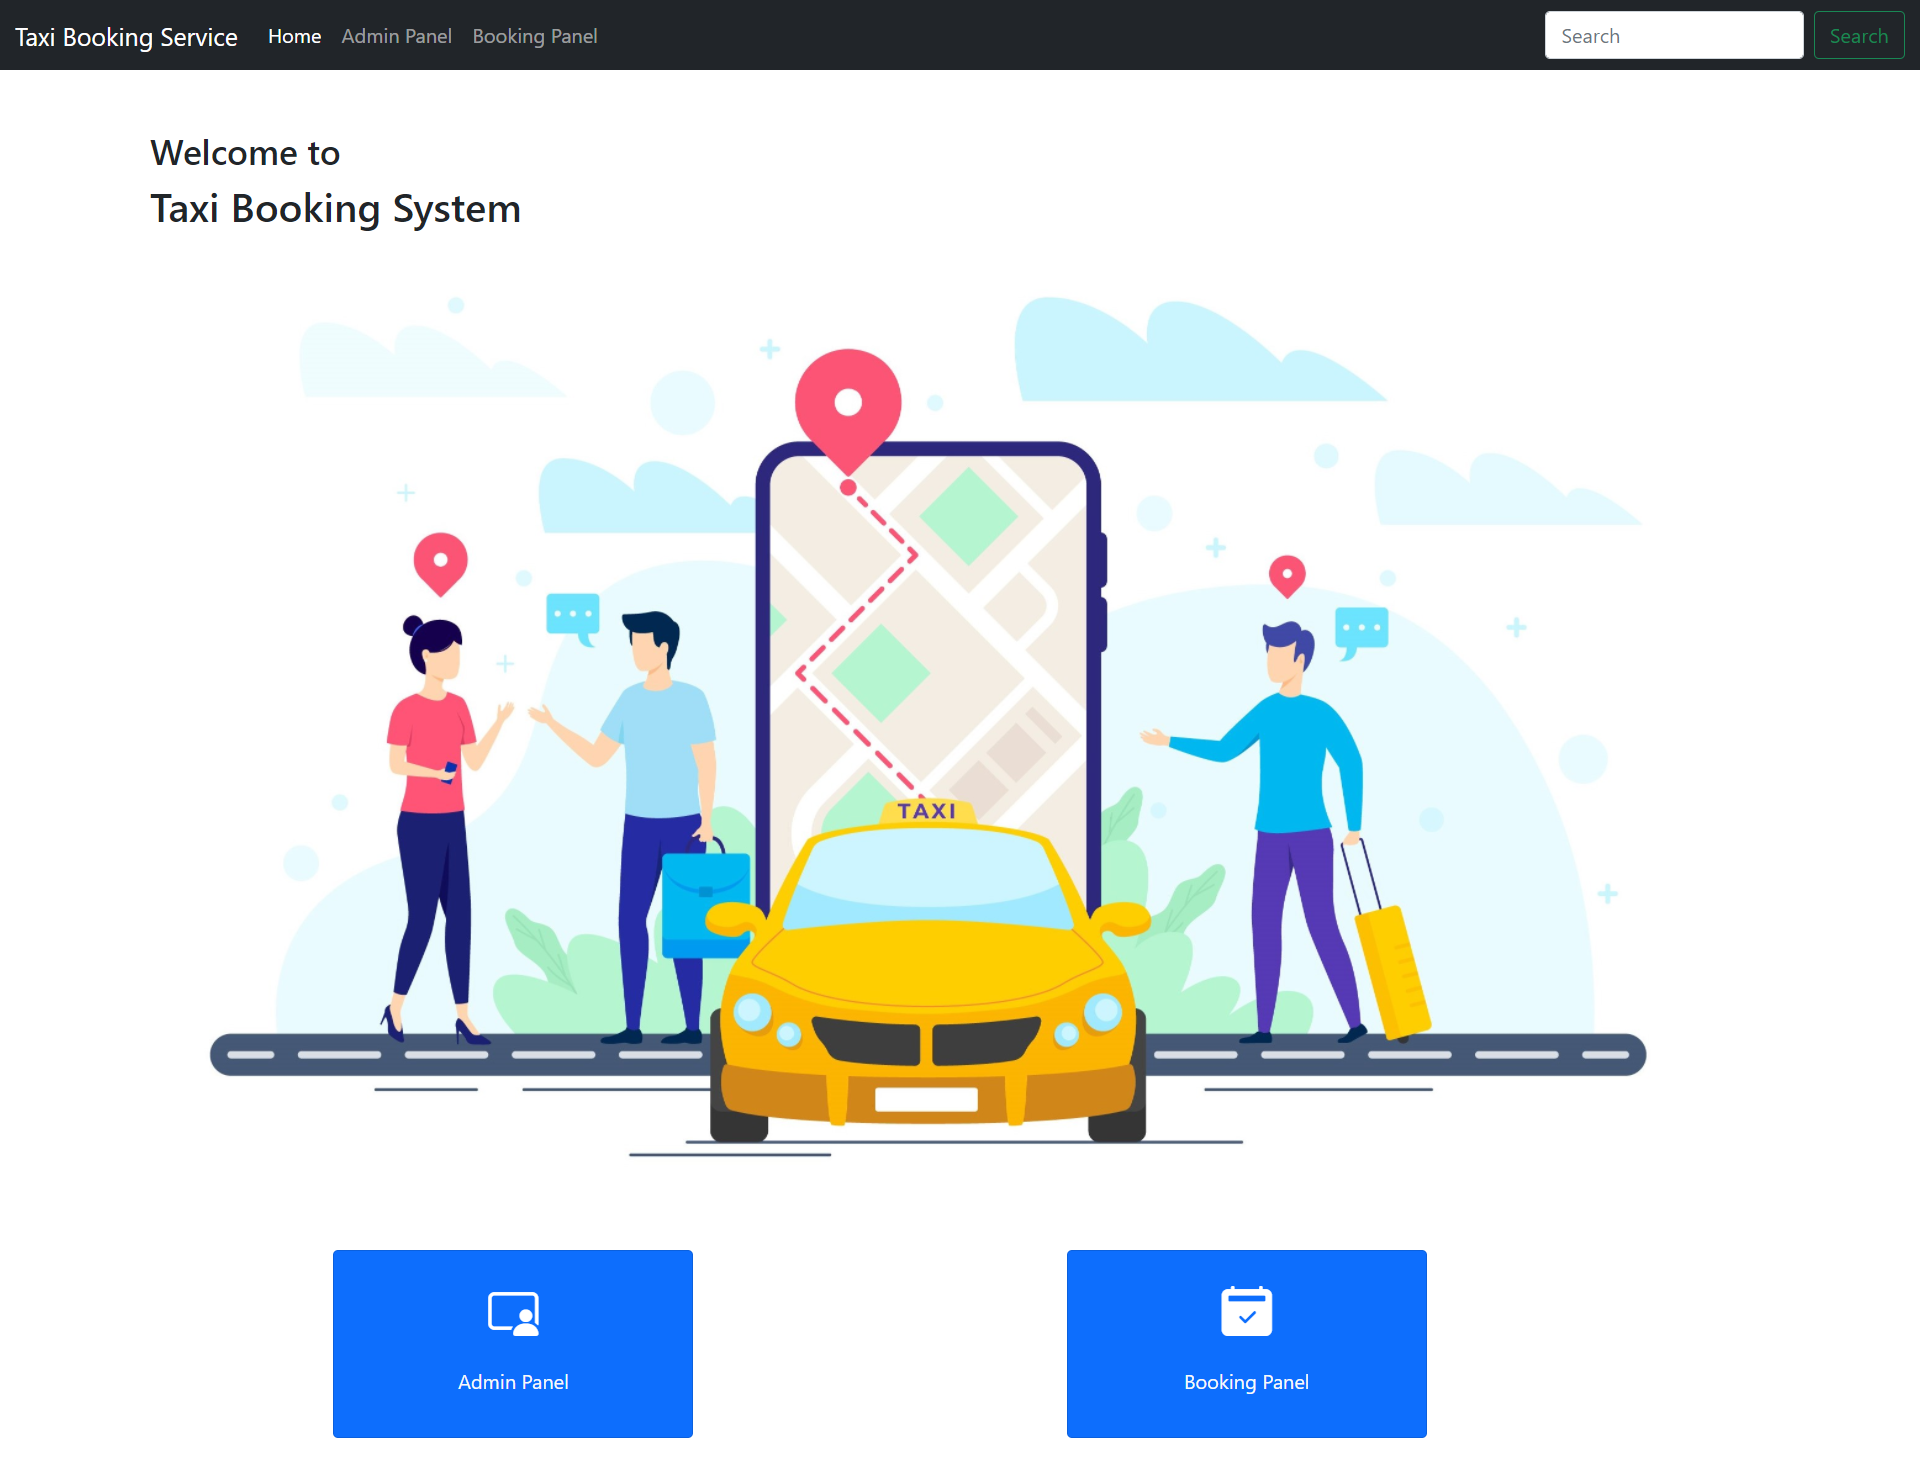 Taxi Booking Service Home Admin Panel Booking Panel Search Search
Welcome to
Taxi Booking System
TAXI
Admin Panel
Booking Panel